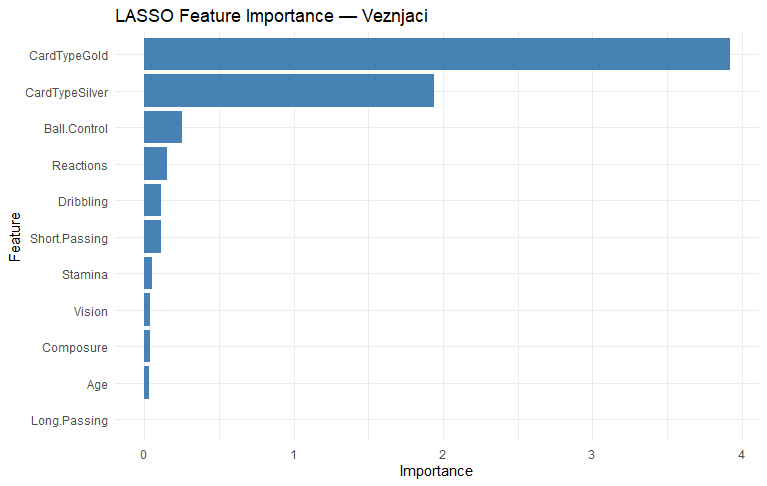 LASSO Feature Importance — Veznjaci
CardTypeGold
CardTypeSilver
Ball.Control
Reactions
Dribbling
Short.Passing
Stamina
Vision
Composure
Age
Long.Passing
Feature
0 1 2 3 4
Importance